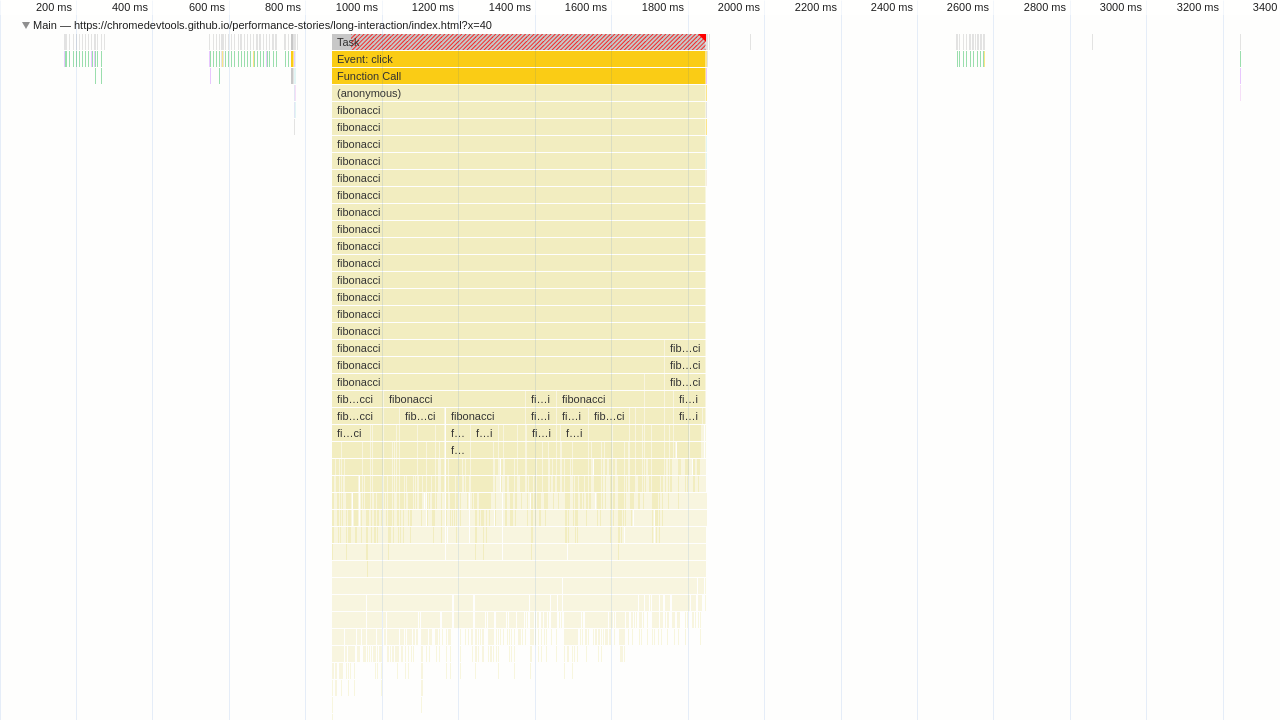 200 ms 400 ms 600 ms 800 ms 1000 ms 1200 ms 1400 ms 1600 ms 1800 ms 2000 ms 2200 ms 2400 ms 2600 ms 2800 ms 3000 ms 3200 ms 3400
Main — https://chromedevtools.github.io/performance-stories/long-interaction/index.html?x=40
Task
Event: click
Function Call
(anonymous)
fibonacci
fibonacci
fibonacci
fibonacci
fibonacci
fibonacci
fibonacci
fibonacci
fibonacci
fibonacci
fibonacci
fibonacci
fibonacci
fibonacci
fibonacci fib…ci
fibonacci fib…ci
fibonacci fib…ci
fib…cci fibonacci fi…i fibonacci fi…i
fib…cci fib…ci fibonacci fi…i fi…i fib…ci fi…i
fi…ci f… f…i fi…i f…i
f…